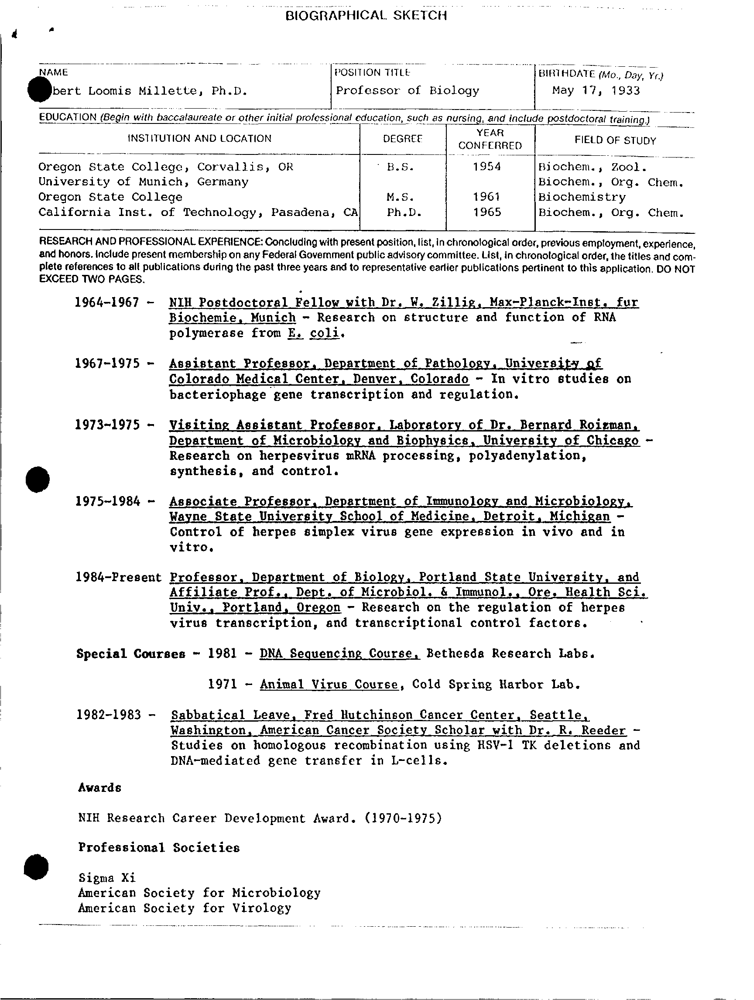 BIOGRAPHICAL SKETCH
NAME
POSITION TITLE
BIRTHDATE (Mo., Day, Yr.)
bert Loomis Millette, Ph.D.
Professor of Biology
May 17, 1933
EDUCATION (Begin with baccalaureate or other initial professional education, such as nursing, and include postdoctoral training.)
INSTITUTION AND LOCATION
DEGREE
YEAR CONFERRED
FIELD OF STUDY
Oregon State College, Corvallis, OR B.S. 1954 Biochem., Zool.
University of Munich, Germany Biochem., Org. Chem.
Oregon State College M.S. 1961 Biochemistry
California Inst. of Technology, Pasadena, CA Ph.D. 1965 Biochem., Org. Chem.
RESEARCH AND PROFESSIONAL EXPERIENCE: Concluding with present position, list, in chronological order, previous employment, experience,
and honors. Include present membership on any Federal Government public advisory committee. List, in chronological order, the titles and com-
plete references to all publications during the past three years and to representative earlier publications pertinent to this application. DO NOT
EXCEED TWO PAGES.
1964-1967 - NIH Postdoctoral Fellow with Dr. W. Zillig, Max-Planck-Inst. fur
Biochemie, Munich - Research on structure and function of RNA
polymerase from E. coli.
1967-1975 - Assistant Professor, Department of Pathology, University of
Colorado Medical Center, Denver, Colorado - In vitro studies on
bacteriophage gene transcription and regulation.
1973-1975 - Visiting Assistant Professor, Laboratory of Dr. Bernard Roizman,
Department of Microbiology and Biophysics, University of Chicago -
Research on herpesvirus mRNA processing, polyadenylation,
synthesis, and control.
1975-1984 - Associate Professor, Department of Immunology and Microbiology,
Wayne State University School of Medicine, Detroit, Michigan -
Control of herpes simplex virus gene expression in vivo and in
vitro.
1984-Present Professor, Department of Biology, Portland State University, and
Affiliate Prof., Dept. of Microbiol. & Immunol., Ore. Health Sci.
Univ., Portland, Oregon - Research on the regulation of herpes
virus transcription, and transcriptional control factors.
Special Courses - 1981 - DNA Sequencing Course, Bethesda Research Labs.
1971 - Animal Virus Course, Cold Spring Harbor Lab.
1982-1983 - Sabbatical Leave, Fred Hutchinson Cancer Center, Seattle,
Washington, American Cancer Society Scholar with Dr. R. Reeder -
Studies on homologous recombination using HSV-1 TK deletions and
DNA-mediated gene transfer in L-cells.
Awards
NIH Research Career Development Award. (1970-1975)
Professional Societies
Sigma Xi
American Society for Microbiology
American Society for Virology